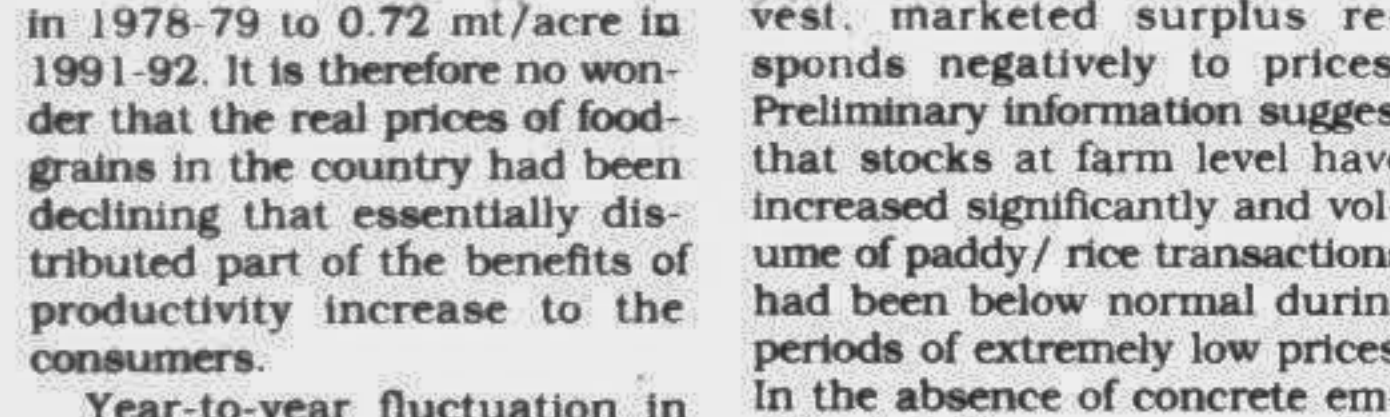 in 1978-79 to 0.72 mt/acre in
1991-92. It is therefore no won-
der that the real prices of food-
grains in the country had been
declining that essentially dis-
tributed part of the benefits of
productivity increase to the
consumers.
Year-to-year fluctuation in
vest. marketed surplus re
sponds negatively to prices
Preliminary information sugges
that stocks at farm level have
increased significantly and vol
ume of paddy/ rice transactions
had been below normal durin
periods of extremely low prices
In the absence of concrete em